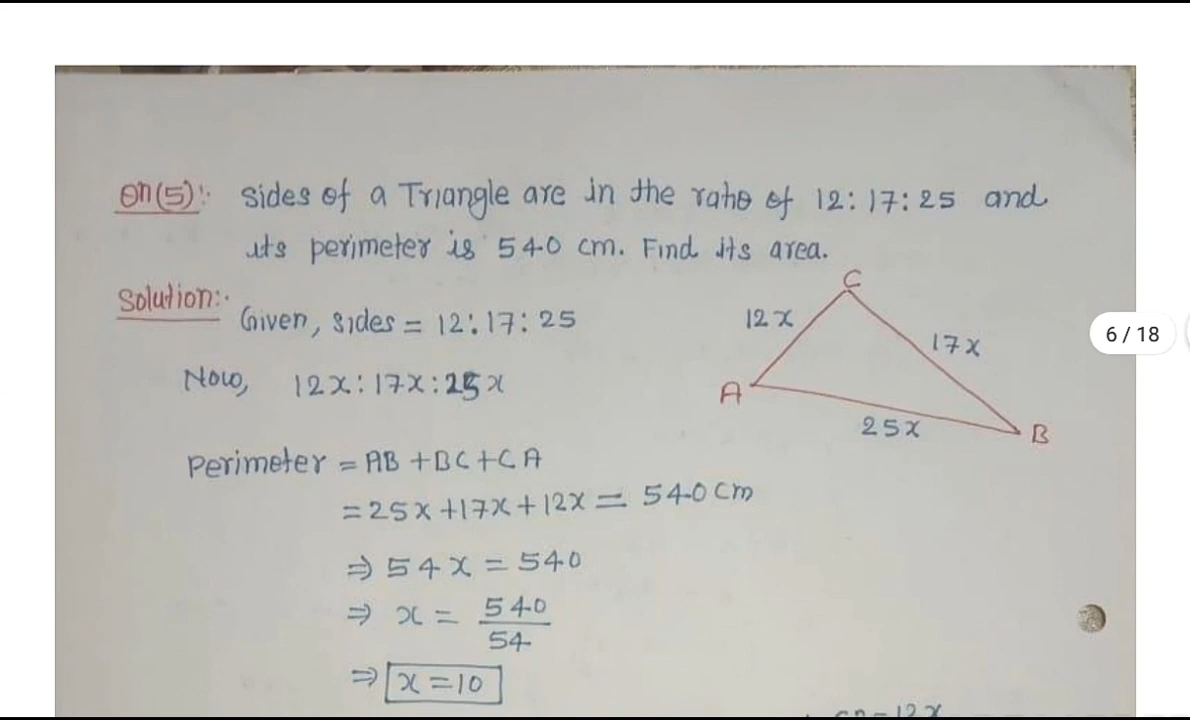 Qn(5):- Sides of a Triangle are in the ratio of 12:17:25 and
its perimeter is 540 cm. Find its area.
Solution:-
Given, sides = 12:17:25
Now, 12x:17x:25x
C
12x
17x
A
25x
B
6 / 18
Perimeter = AB + BC + CA
= 25x + 17x + 12x = 540 cm
⇒ 54x = 540
⇒ x = 540/54
⇒ x = 10